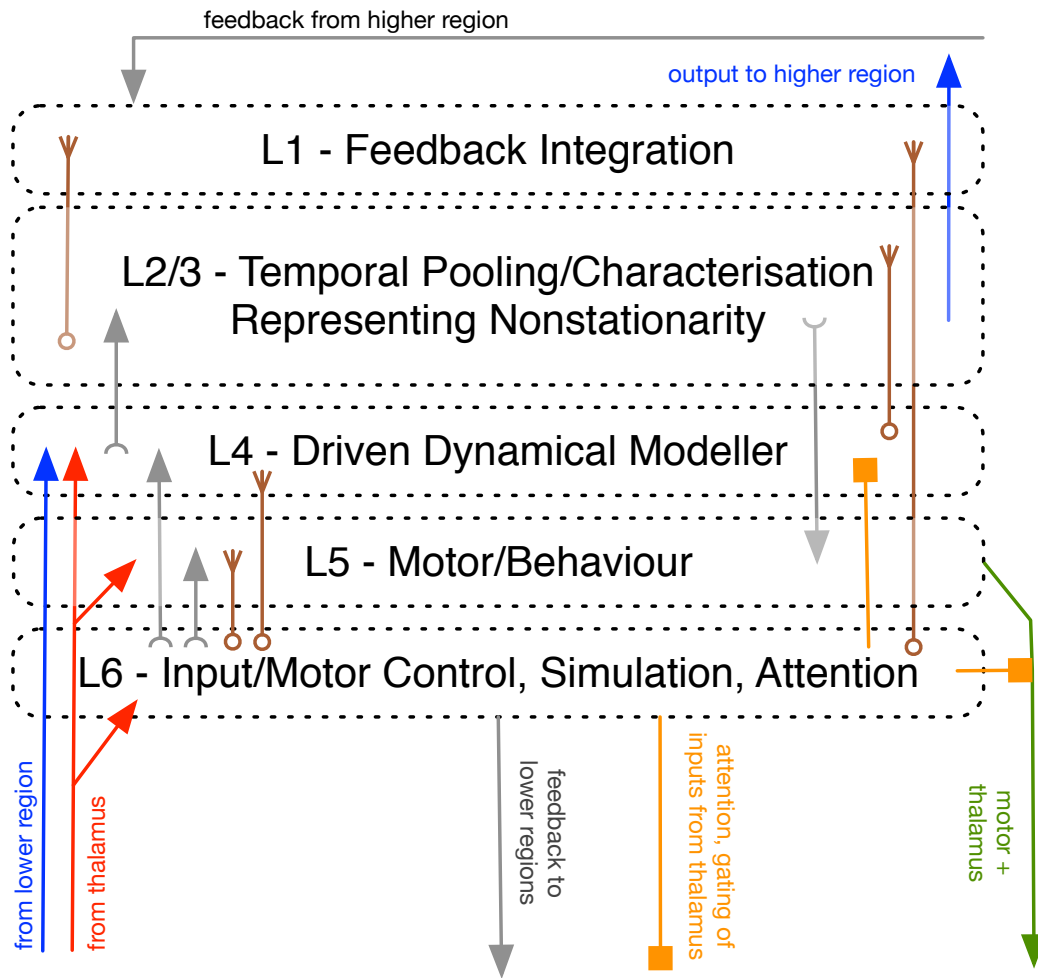 feedback from higher region
output to higher region
L1 - Feedback Integration
L2/3 - Temporal Pooling/Characterisation
Representing Nonstationarity
L4 - Driven Dynamical Modeller
L5 - Motor/Behaviour
L6 - Input/Motor Control, Simulation, Attention
from lower region
from thalamus
feedback to
lower regions
attention, gating of
inputs from thalamus
motor +
thalamus